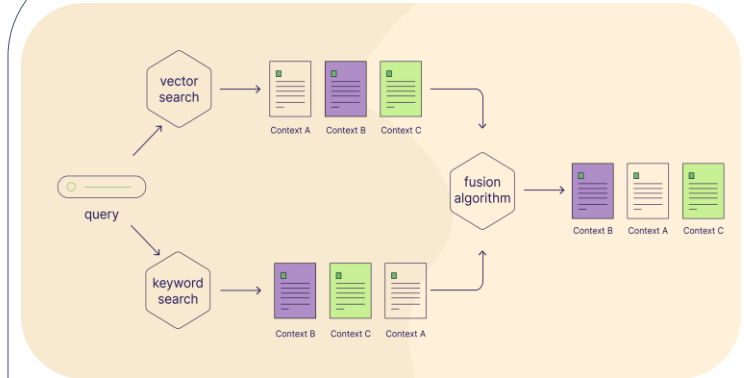 vector
search
Context A
Context B
Context C
query
fusion
algorithm
Context B
Context A
Context C
keyword
search
Context B
Context C
Context A